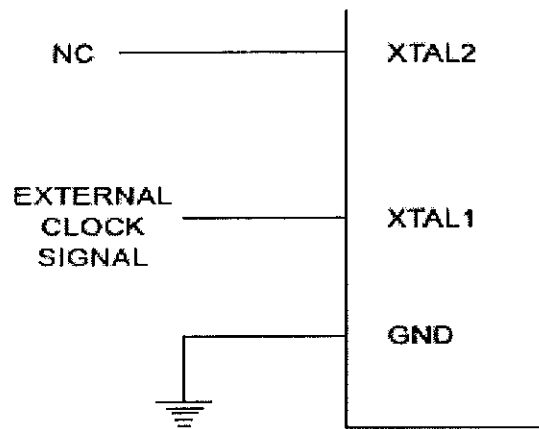 NC
XTAL2
EXTERNAL
CLOCK
SIGNAL
XTAL1
GND